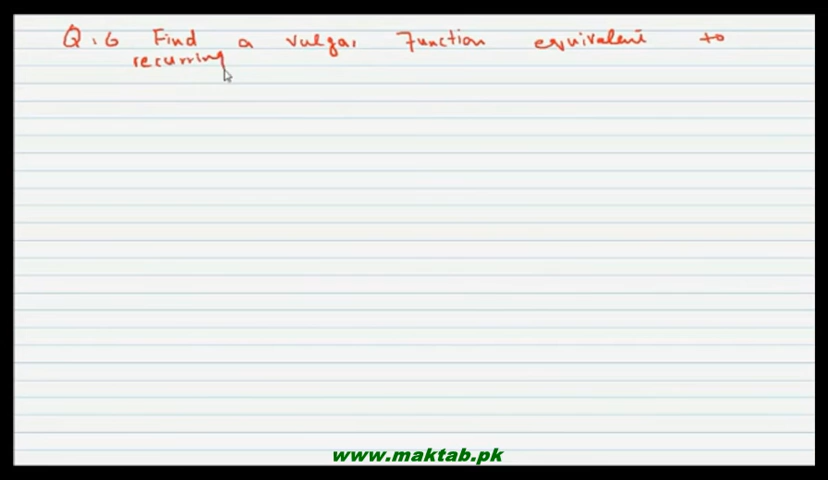 Q.6 Find a vulgar Function equivalent to
recurring
www.maktab.pk